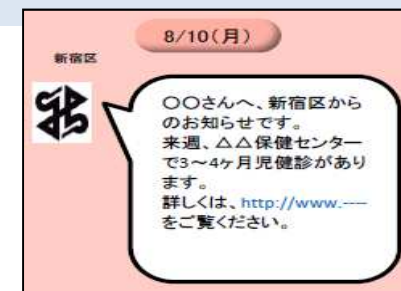 8/10(月)
新宿区
〇〇さんへ、新宿区から
のお知らせです。
来週、△△保健センター
で3～4ヶ月児健診があり
ます。
詳しくは、http://www.----
をご覧ください。